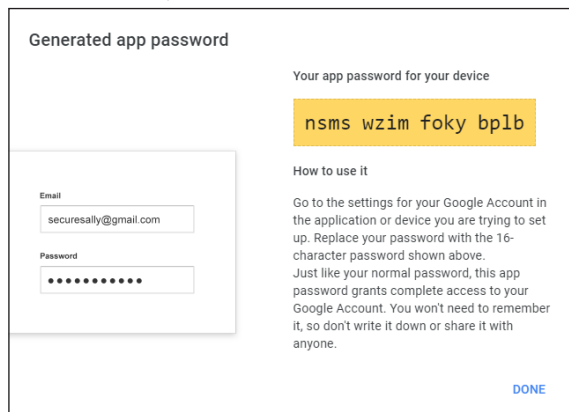 Generated app password
Your app password for your device
nsms wzim foky bplb
How to use it
Go to the settings for your Google Account in
the application or device you are trying to set
up. Replace your password with the 16-
character password shown above.
Just like your normal password, this app
password grants complete access to your
Google Account. You won't need to remember
it, so don't write it down or share it with
anyone.
Email
securesally@gmail.com
Password
●●●●●●●●●●●
DONE